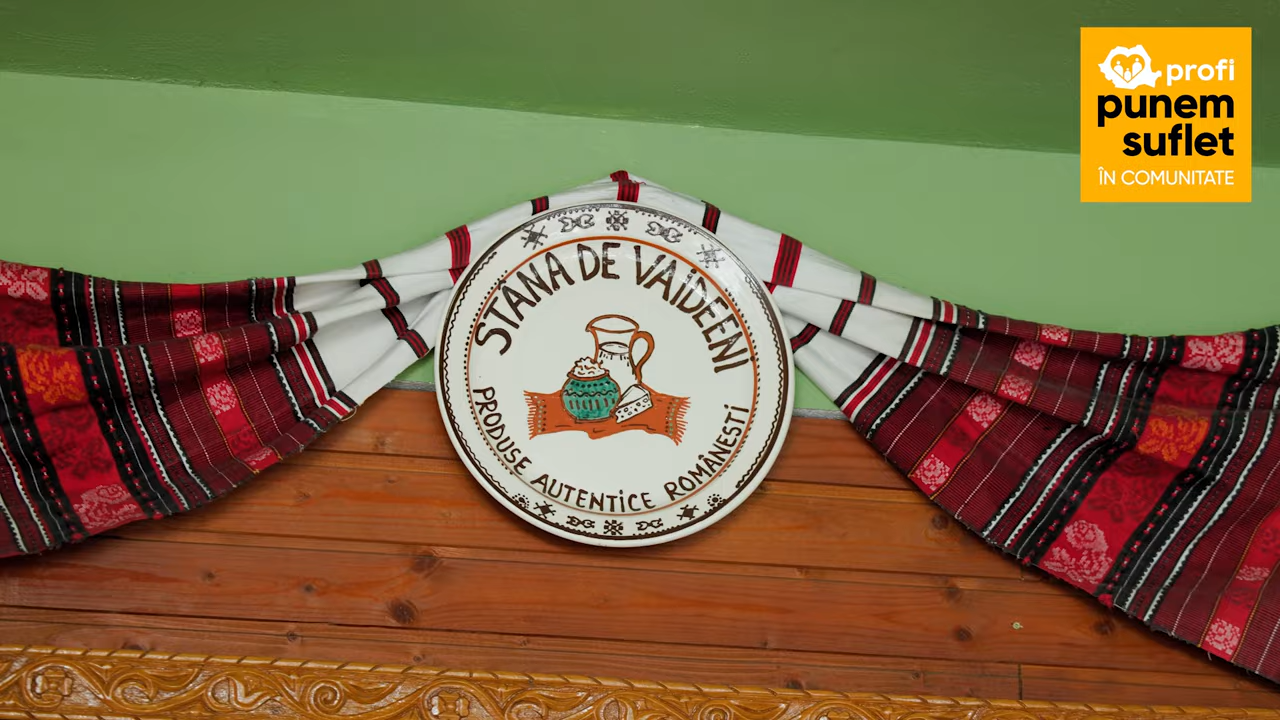 STANA DE VAIDEENI
PRODUSE AUTENTICE ROMÂNEȘTI
profi
punem
suflet
ÎN COMUNITATE